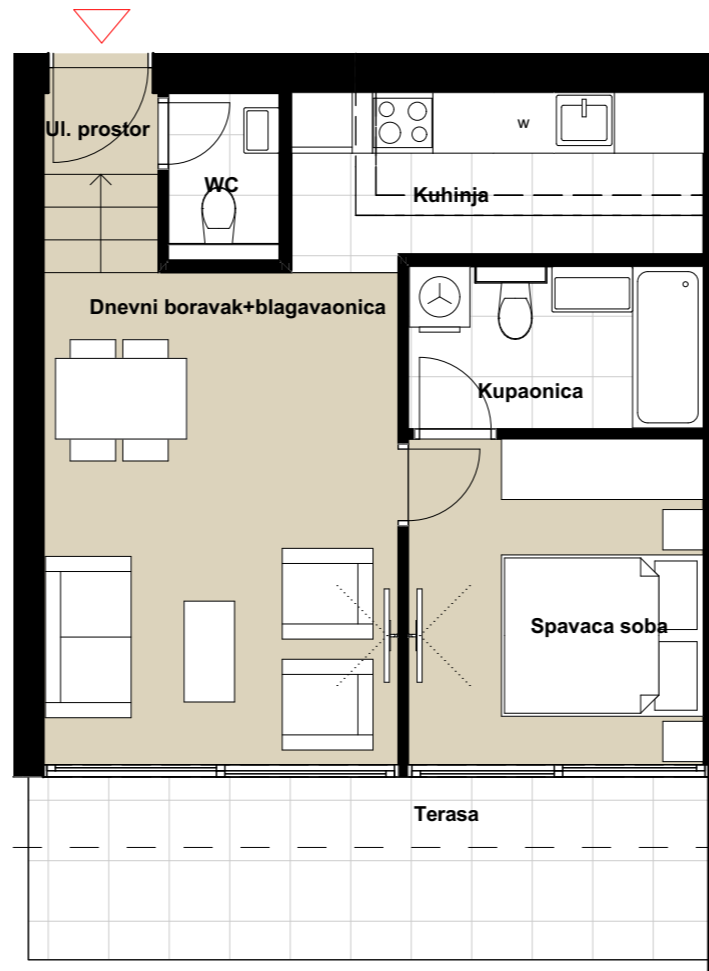 Ul. prostor
WC
w
Kuhinja
Dnevni boravak+blagavaonica
Kupaonica
Spavaca soba
Terasa